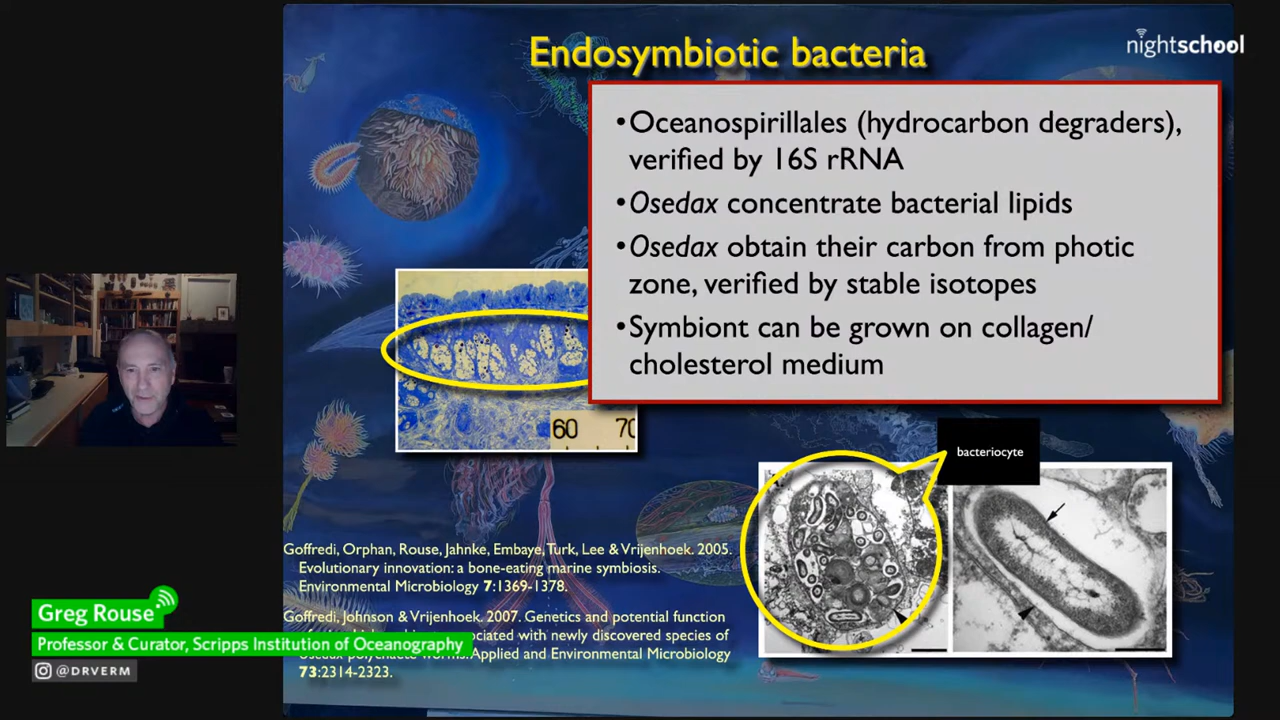 nightschool
Endosymbiotic bacteria
•Oceanospirillales (hydrocarbon degraders),
verified by 16S rRNA
•Osedax concentrate bacterial lipids
•Osedax obtain their carbon from photic
zone, verified by stable isotopes
•Symbiont can be grown on collagen/
cholesterol medium
60 70
bacteriocyte
Goffredi, Orphan, Rouse, Jahnke, Embaye, Turk, Lee & Vrijenhoek. 2005.
Evolutionary innovation: a bone-eating marine symbiosis.
Environmental Microbiology 7:1369-1378.
Goffredi, Johnson & Vrijenhoek. 2007. Genetics and potential function
with newly discovered species of
Applied and Environmental Microbiology
73:2314-2323.
Greg Rouse
Professor & Curator, Scripps Institution of Oceanography
@DRVERM